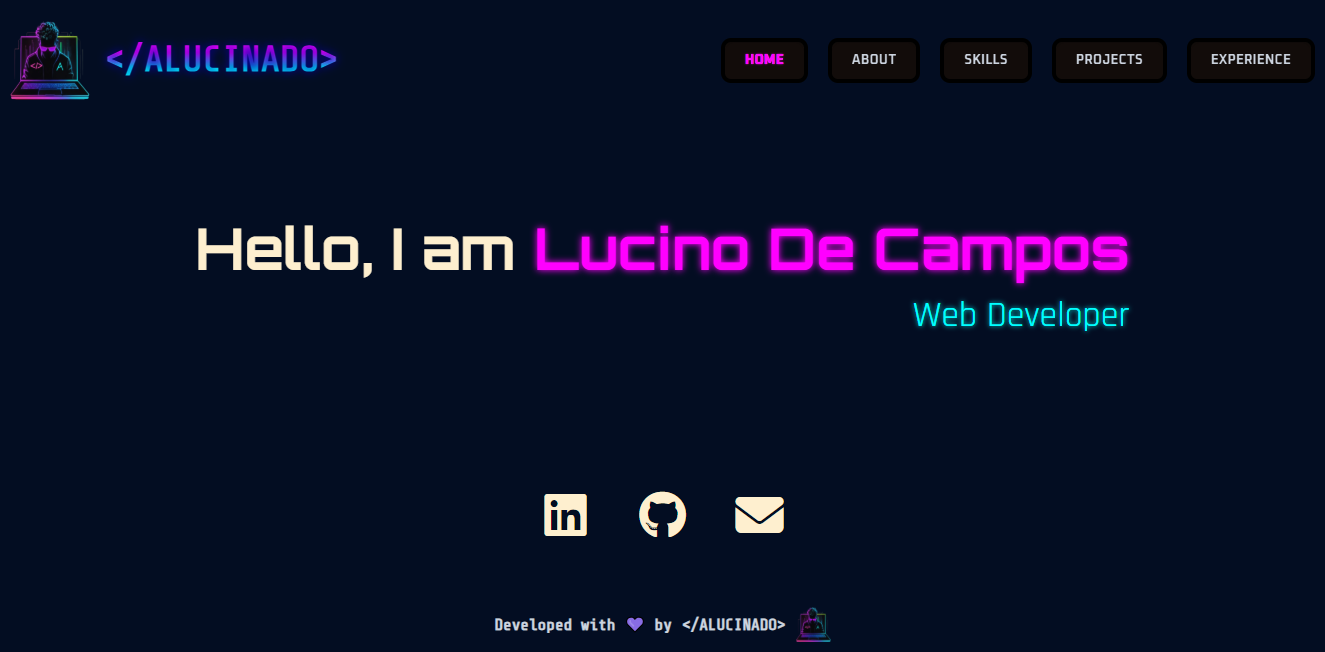 </> A
</ALUCINADO>
HOME ABOUT SKILLS PROJECTS EXPERIENCE
Hello, I am Lucino De Campos
Web Developer
in
Developed with by </ALUCINADO>